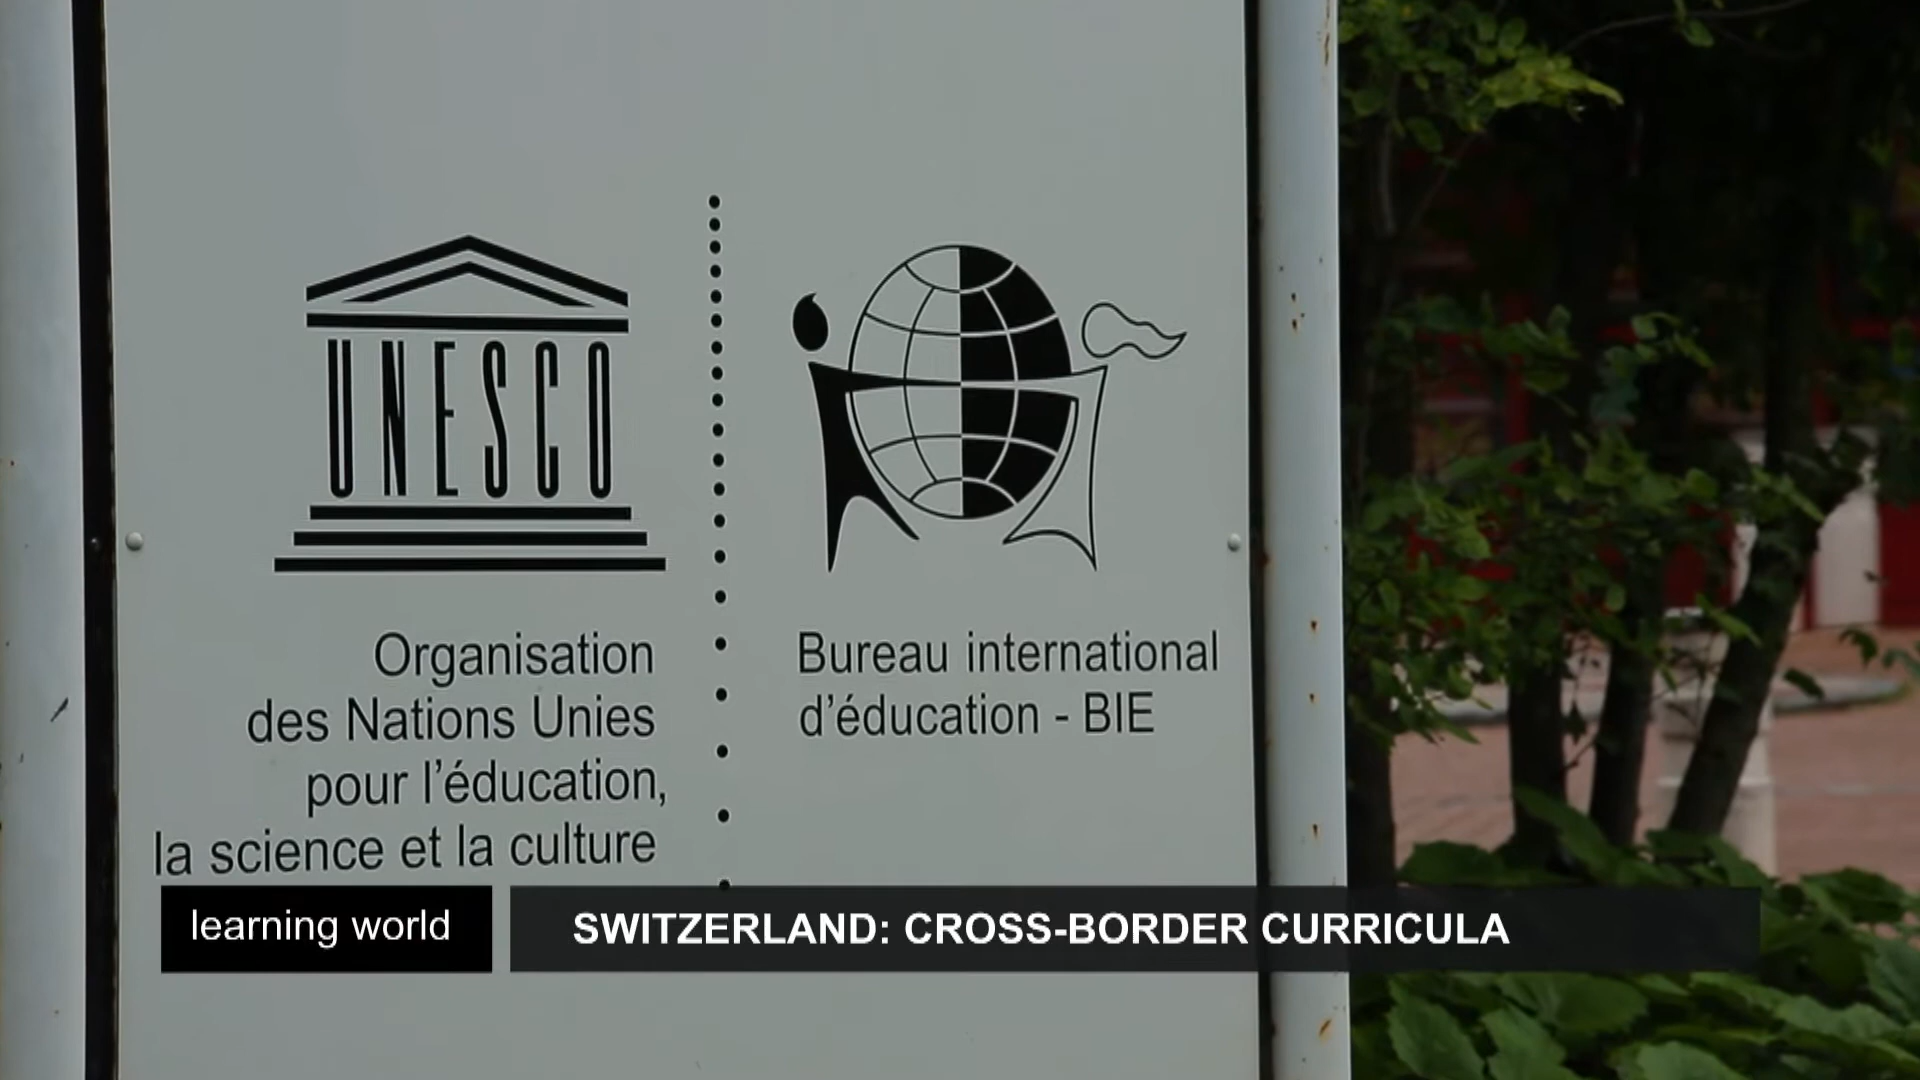 UNESCO
Organisation
des Nations Unies
pour l'éducation,
la science et la culture
Bureau international
d'éducation - BIE
learning world
SWITZERLAND: CROSS-BORDER CURRICULA